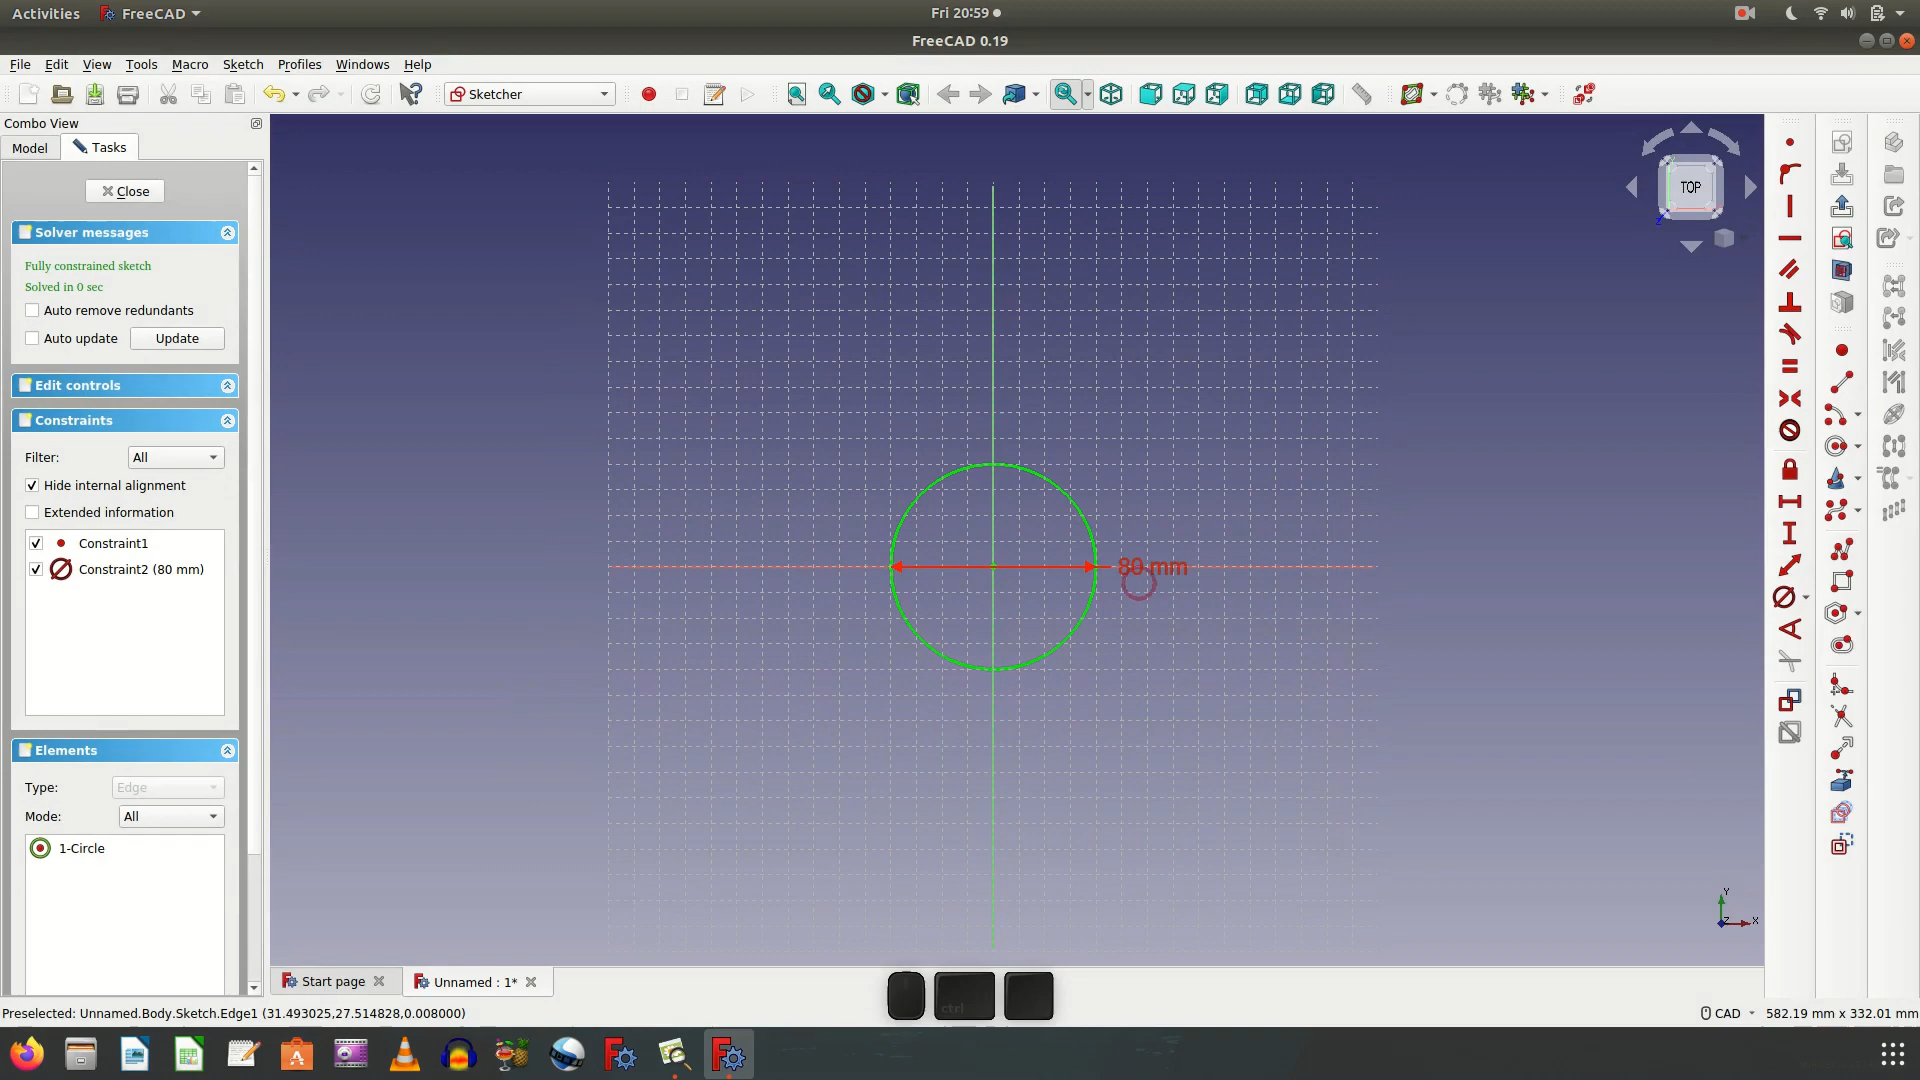 Activities
FreeCAD
Fri 20:59
FreeCAD 0.19
File Edit View Tools Macro Sketch Profiles Windows Help
Sketcher
Combo View
Model
Tasks
Close
Solver messages
Fully constrained sketch
Solved in 0 sec
Auto remove redundants
Auto update
Update
Edit controls
Constraints
Filter:
All
Hide internal alignment
Extended information
Constraint1
Constraint2 (80 mm)
Elements
Type:
Edge
Mode:
All
1-Circle
80 mm
TOP
Z
Y
Z
X
Start page
Unnamed : 1*
ctrl
Preselected: Unnamed.Body.Sketch.Edge1 (31.493025,27.514828,0.008000)
CAD
582.19 mm x 332.01 mm